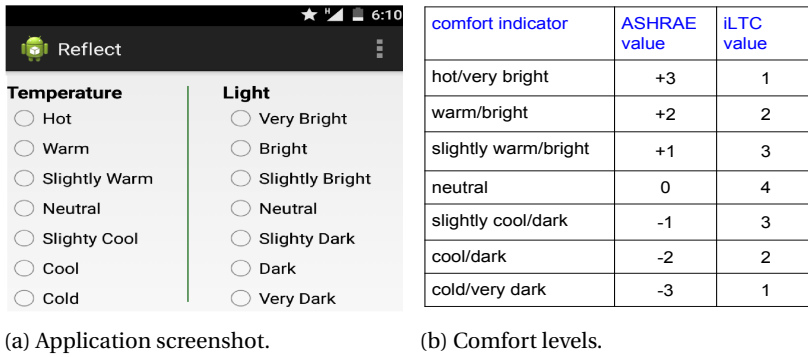 H 6:10
Reflect
Temperature Light
Hot Very Bright
Warm Bright
Slightly Warm Slightly Bright
Neutral Neutral
Slighty Cool Slighty Dark
Cool Dark
Cold Very Dark
(a) Application screenshot.
comfort indicator ASHRAE value iLTC value
hot/very bright +3 1
warm/bright +2 2
slightly warm/bright +1 3
neutral 0 4
slightly cool/dark -1 3
cool/dark -2 2
cold/very dark -3 1
(b) Comfort levels.